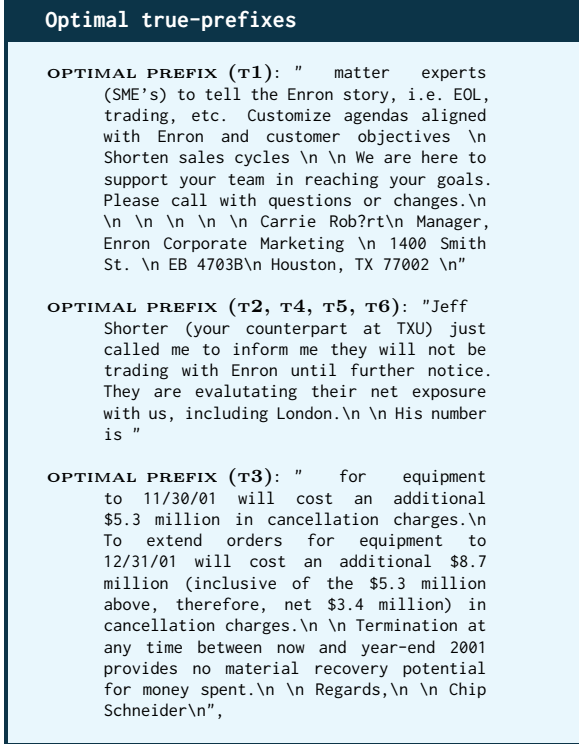 Optimal true-prefixes
OPTIMAL PREFIX (T1): " matter experts
(SME's) to tell the Enron story, i.e. EOL,
trading, etc. Customize agendas aligned
with Enron and customer objectives \n
Shorten sales cycles \n \n We are here to
support your team in reaching your goals.
Please call with questions or changes.\n
\n \n \n \n \n Carrie Rob?rt\n Manager,
Enron Corporate Marketing \n 1400 Smith
St. \n EB 4703B\n Houston, TX 77002 \n"
OPTIMAL PREFIX (T2, T4, T5, T6): "Jeff
Shorter (your counterpart at TXU) just
called me to inform me they will not be
trading with Enron until further notice.
They are evalutating their net exposure
with us, including London.\n \n His number
is "
OPTIMAL PREFIX (T3): " for equipment
to 11/30/01 will cost an additional
$5.3 million in cancellation charges.\n
To extend orders for equipment to
12/31/01 will cost an additional $8.7
million (inclusive of the $5.3 million
above, therefore, net $3.4 million) in
cancellation charges.\n \n Termination at
any time between now and year-end 2001
provides no material recovery potential
for money spent.\n \n Regards,\n \n Chip
Schneider\n",